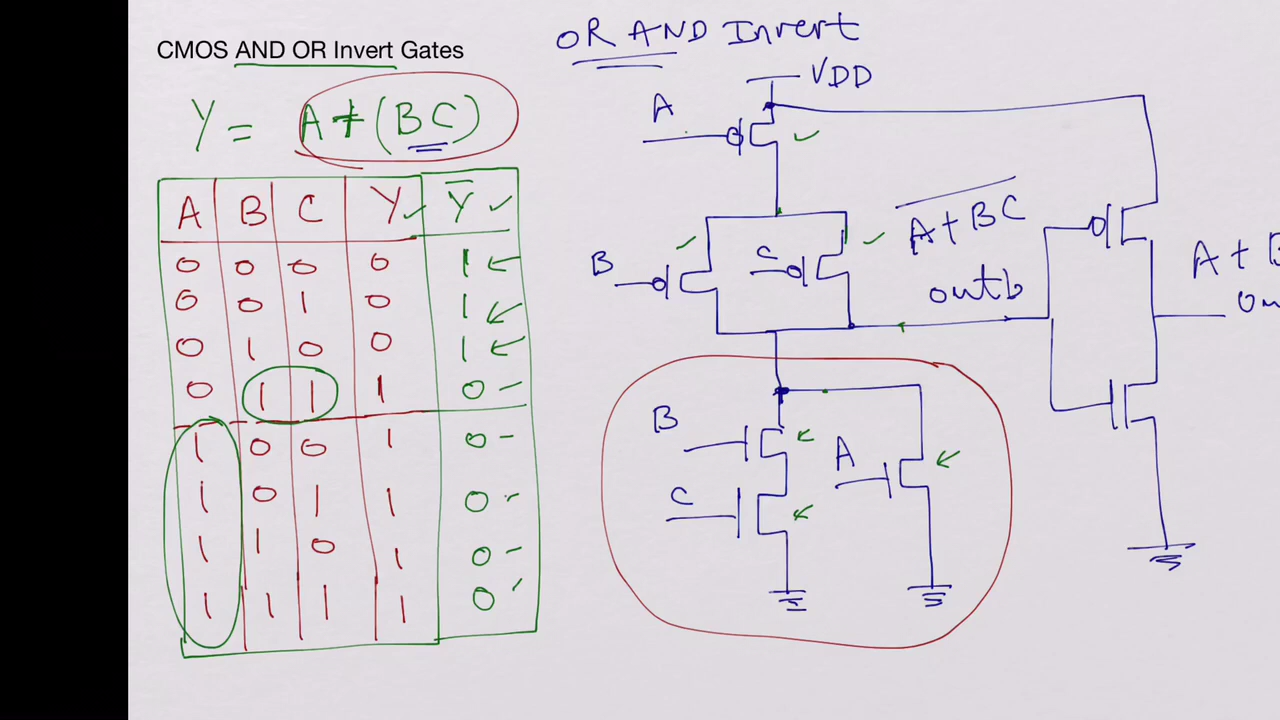 CMOS AND OR Invert Gates
OR AND Invert
Y = A + (BC)
A B C Y Y̅
0 0 0 0 1
0 0 1 0 1
0 1 0 0 1
0 1 1 1 0
1 0 0 1 0
1 0 1 1 0
1 1 0 1 0
1 1 1 1 0
VDD
A
B
C
A+BC
outb
A + B
B
C
A